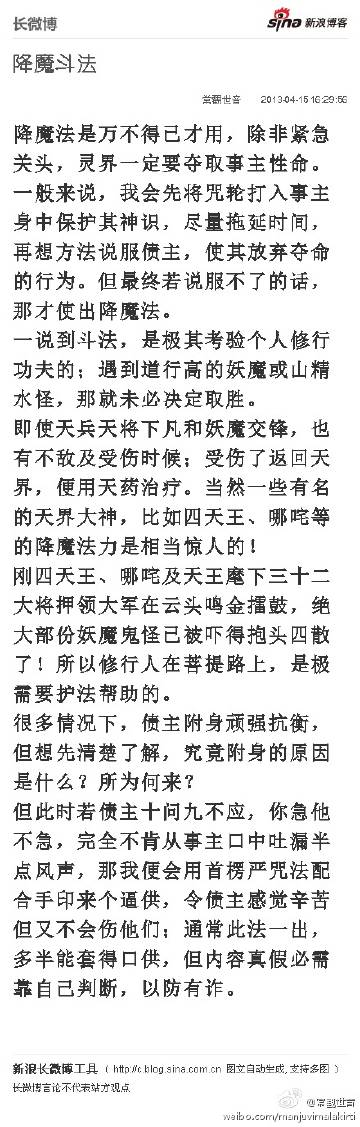 长微博
sina 新浪博客
降魔斗法
2013-04-15 16:29:56
降魔法是万不得已才用，除非紧急
关头，灵界一定要夺取事主性命。
一般来说，我会先将咒轮打入事主
身中保护其神识，尽量拖延时间，
再想方法说服债主，使其放弃夺命
的行为。但最终若说服不了的话，
那才使出降魔法。
一说到斗法，是极其考验个人修行
功夫的；遇到道行高的妖魔或山精
水怪，那就未必决定取胜。
即使天兵天将下凡和妖魔交锋，也
有不敌及受伤时候；受伤了返回天
界，便用天药治疗。当然一些有名
的天界大神，比如四天王、哪吒等
的降魔法力是相当惊人的！
刚四天王、哪吒及天王麾下三十二
大将押领大军在云头鸣金擂鼓，绝
大部份妖魔鬼怪已被吓得抱头四散
了！所以修行人在菩提路上，是极
需要护法帮助的。
很多情况下，债主附身顽强抗衡，
但想先清楚了解，究竟附身的原因
是什么？所为何来？
但此时若债主十问九不应，你急他
不急，完全不肯从事主口中吐漏半
点风声，那我便会用首楞严咒法配
合手印来个逼供，令债主感觉辛苦
但又不会伤他们；通常此法一出，
多半能套得口供，但内容真假必需
靠自己判断，以防有诈。
新浪长微博工具（ http://c.blog.sina.com.cn 图文自动生成, 支持多图 ）
长微博言论不代表站方观点
weibo.com/manjuvimalakirti